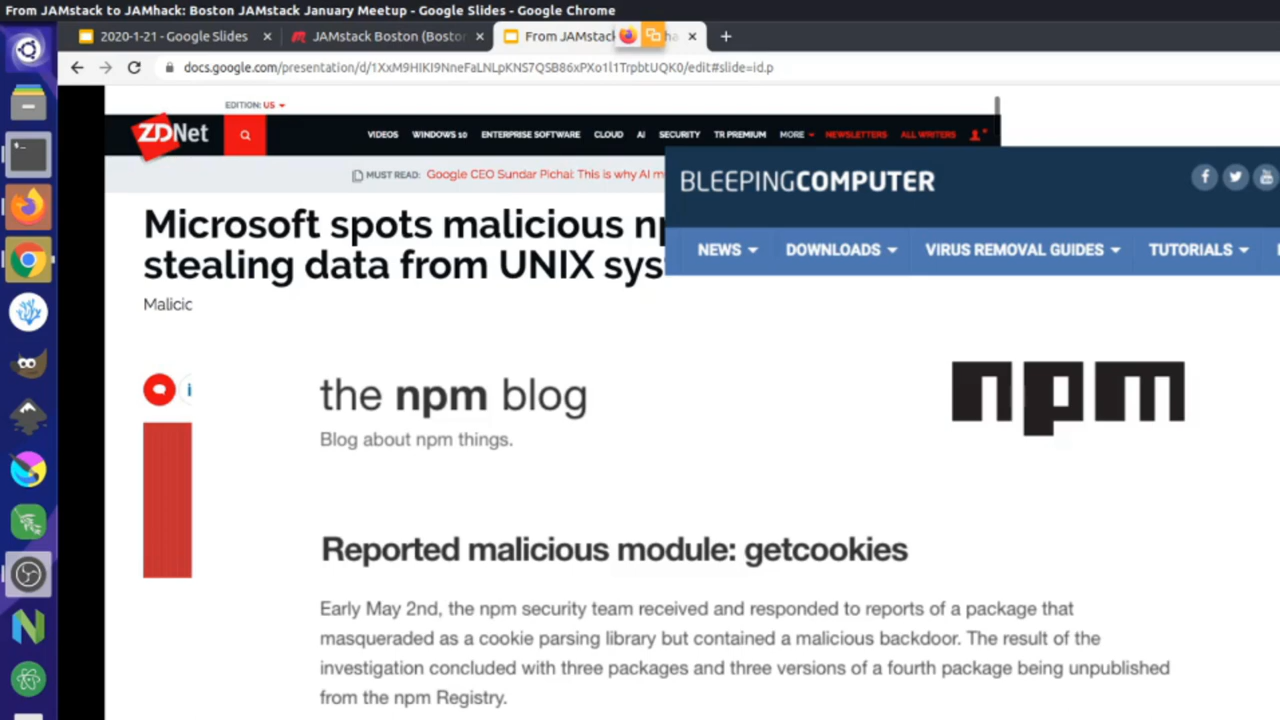 From JAMstack to JAMhack: Boston JAMstack January Meetup - Google Slides - Google Chrome
2020-1-21 - Google Slides
JAMstack Boston (Boston
From JAMstack
docs.google.com/presentation/d/1XxM9HIKI9NneFaLNLpKNS7QSB86xPXo1l1TrpbtUQK0/edit#slide=id.p
EDITION: US
ZDNet
VIDEOS WINDOWS 10 ENTERPRISE SOFTWARE CLOUD AI SECURITY TR PREMIUM MORE NEWSLETTERS ALL WRITERS
MUST READ: Google CEO Sundar Pichai: This is why AI m
BLEEPINGCOMPUTER
NEWS DOWNLOADS VIRUS REMOVAL GUIDES TUTORIALS
Microsoft spots malicious np
stealing data from UNIX sys
Malicic
the npm blog
Blog about npm things.
npm
Reported malicious module: getcookies
Early May 2nd, the npm security team received and responded to reports of a package that
masqueraded as a cookie parsing library but contained a malicious backdoor. The result of the
investigation concluded with three packages and three versions of a fourth package being unpublished
from the npm Registry.